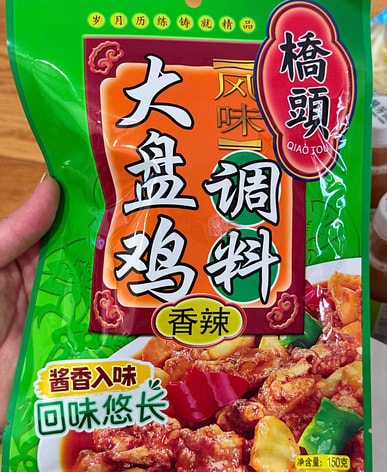 岁月历练铸就精品
橋頭
QIAO TOU
风味
大盘鸡
调料
香辣
酱香入味
回味悠长
净含量：150克